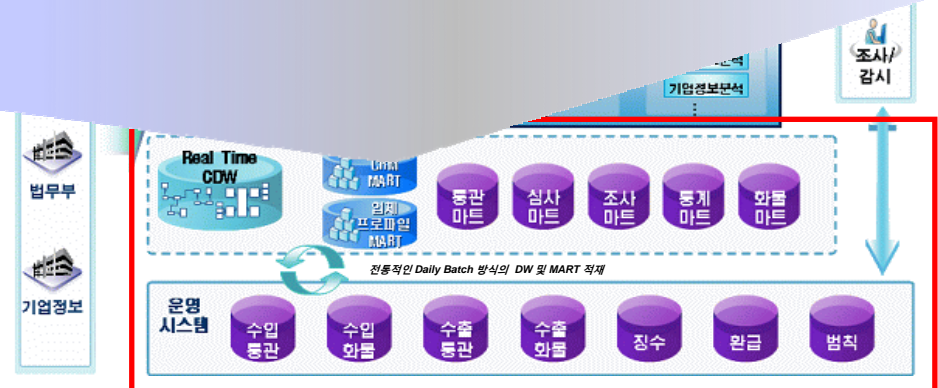 조사/
감시
기업정보분석
법무부
기업정보
Real Time
CDW
MART
업체
프로파일
MART
통관
마트
심사
마트
조사
마트
통계
마트
화물
마트
전통적인 Daily Batch 방식의 DW 및 MART 적재
운영
시스템
수입
통관
수입
화물
수출
통관
수출
화물
징수
환급
범칙